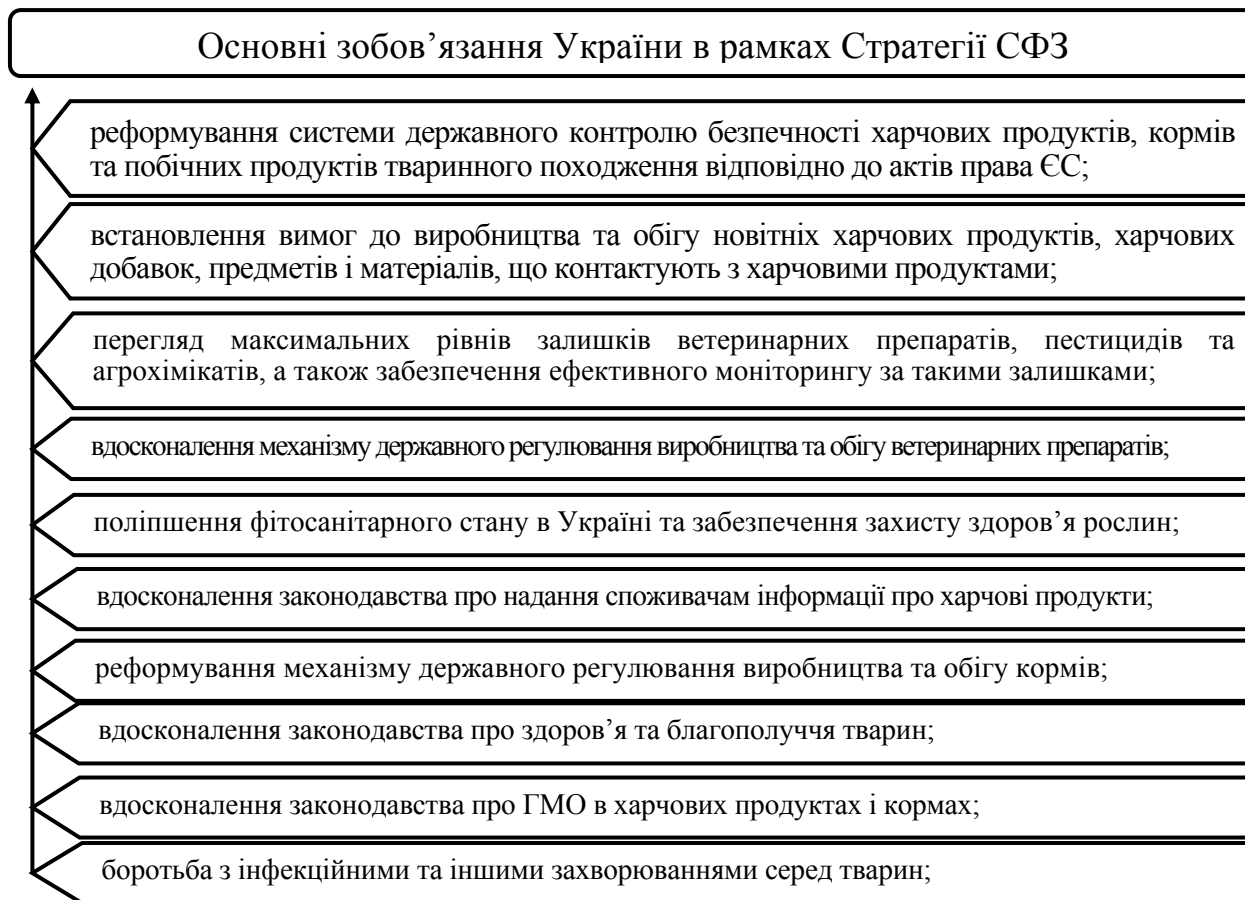 Основні зобов’язання України в рамках Стратегії СФЗ
реформування системи державного контролю безпечності харчових продуктів, кормів
та побічних продуктів тваринного походження відповідно до актів права ЄС;
встановлення вимог до виробництва та обігу новітніх харчових продуктів, харчових
добавок, предметів і матеріалів, що контактують з харчовими продуктами;
перегляд максимальних рівнів залишків ветеринарних препаратів, пестицидів та
агрохімікатів, а також забезпечення ефективного моніторингу за такими залишками;
вдосконалення механізму державного регулювання виробництва та обігу ветеринарних препаратів;
поліпшення фітосанітарного стану в Україні та забезпечення захисту здоров’я рослин;
вдосконалення законодавства про надання споживачам інформації про харчові продукти;
реформування механізму державного регулювання виробництва та обігу кормів;
вдосконалення законодавства про здоров’я та благополуччя тварин;
вдосконалення законодавства про ГМО в харчових продуктах і кормах;
боротьба з інфекційними та іншими захворюваннями серед тварин;